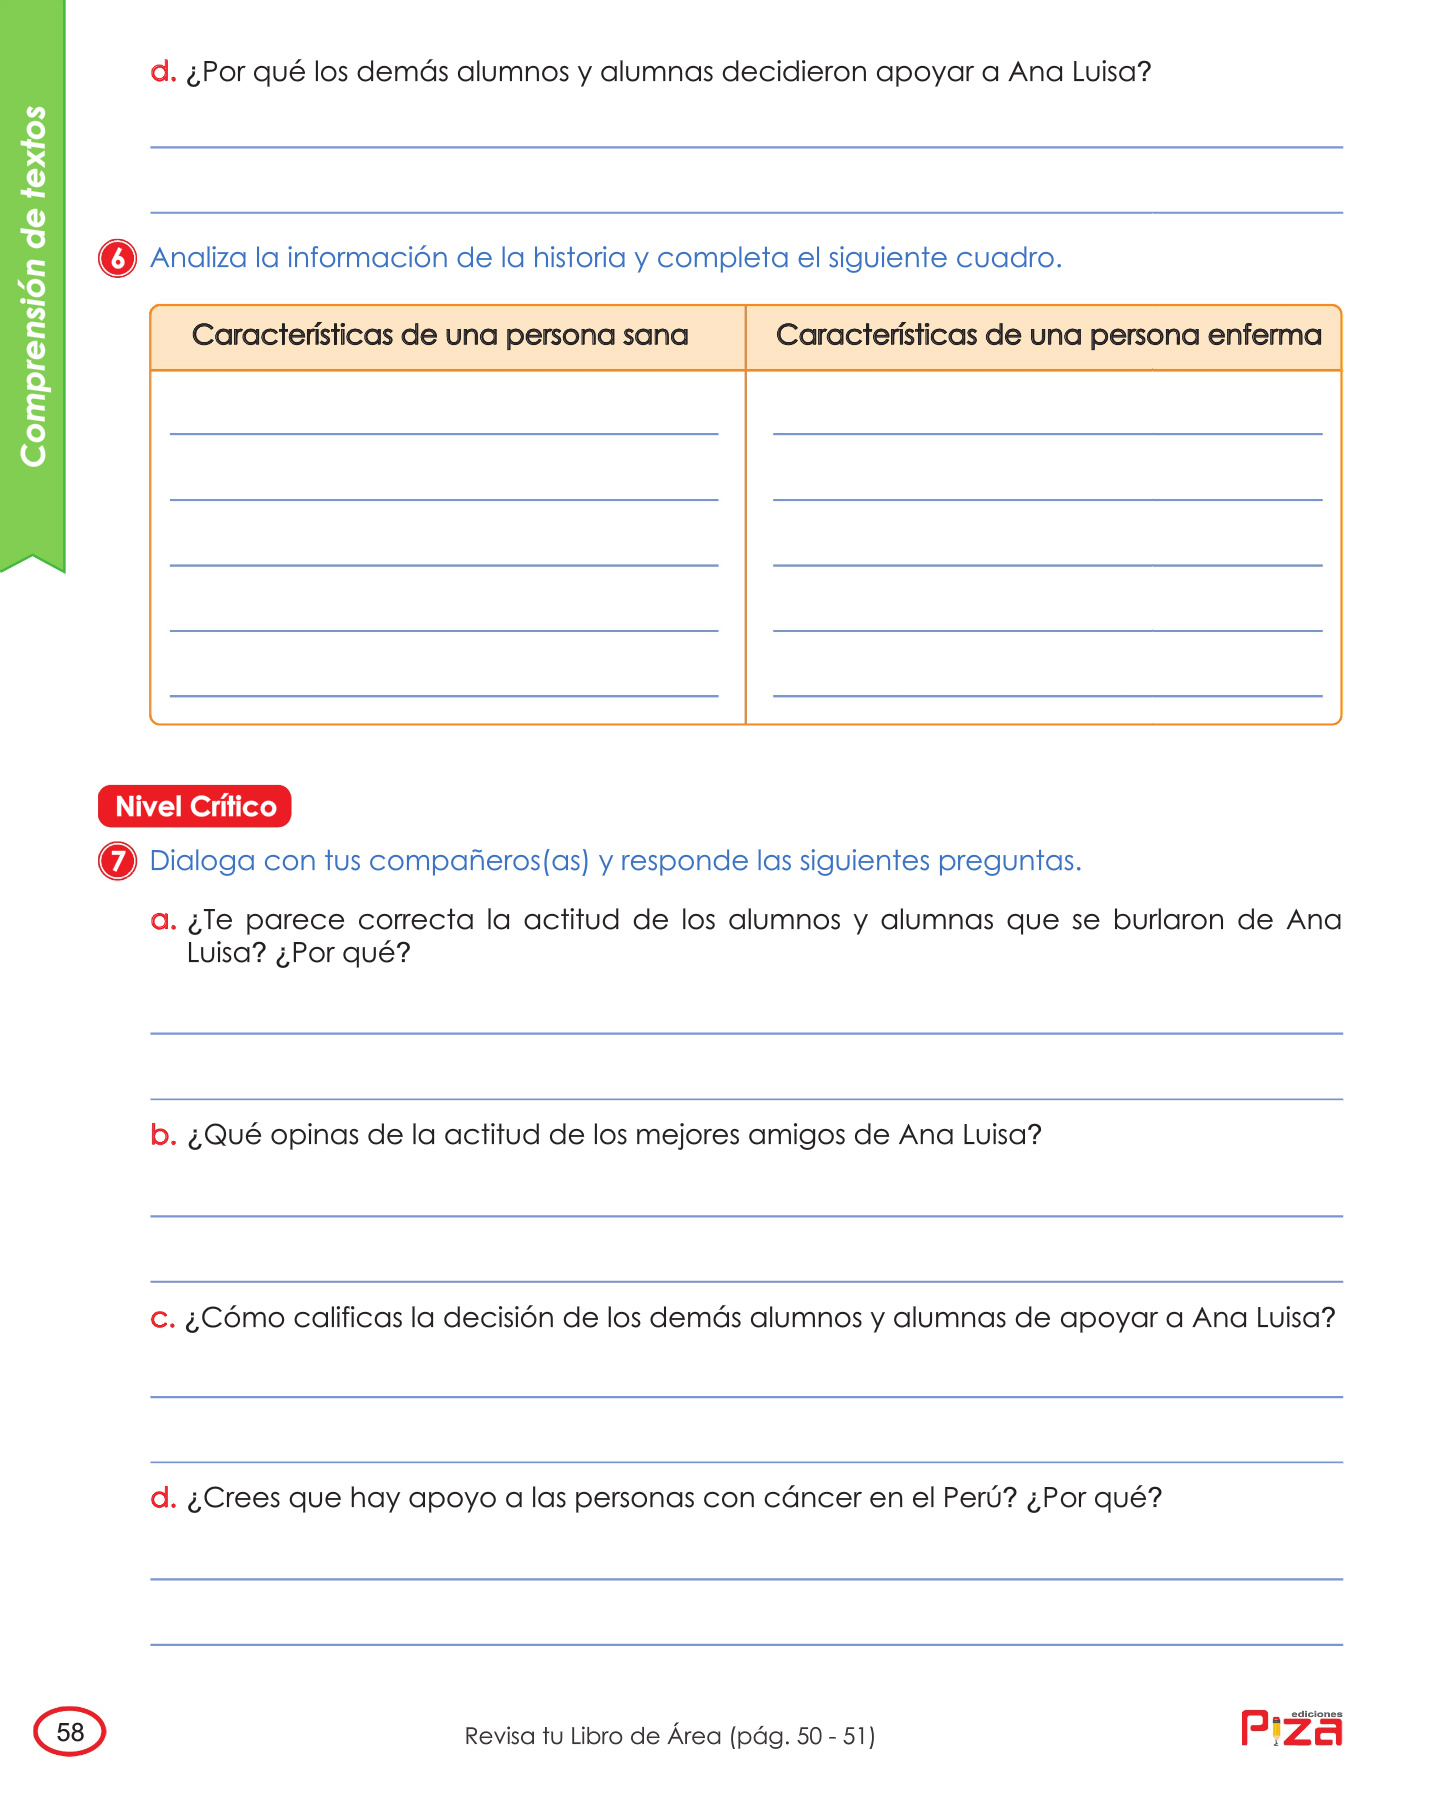 Comprensión de textos
d. ¿Por qué los demás alumnos y alumnas decidieron apoyar a Ana Luisa?
6 Analiza la información de la historia y completa el siguiente cuadro.
Características de una persona sana
Características de una persona enferma
Nivel Crítico
7 Dialoga con tus compañeros(as) y responde las siguientes preguntas.
a. ¿Te parece correcta la actitud de los alumnos y alumnas que se burlaron de Ana
Luisa? ¿Por qué?
b. ¿Qué opinas de la actitud de los mejores amigos de Ana Luisa?
c. ¿Cómo calificas la decisión de los demás alumnos y alumnas de apoyar a Ana Luisa?
d. ¿Crees que hay apoyo a las personas con cáncer en el Perú? ¿Por qué?
58
Revisa tu Libro de Área (pág. 50 - 51)
ediciones
Piza